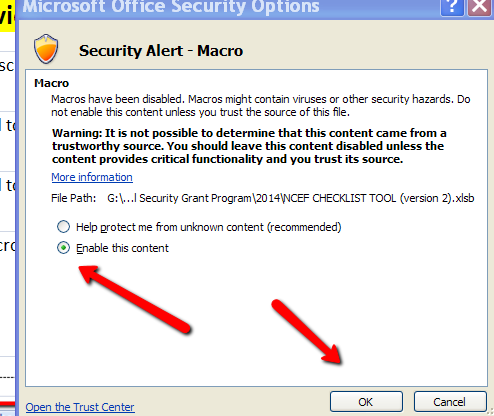 Microsoft Office Security Options
Security Alert - Macro
Macro
Macros have been disabled. Macros might contain viruses or other security hazards. Do
not enable this content unless you trust the source of this file.
Warning: It is not possible to determine that this content came from a
trustworthy source. You should leave this content disabled unless the
content provides critical functionality and you trust its source.
More information
File Path: G:\...l Security Grant Program\2014\NCEF CHECKLIST TOOL (version 2).xlsb
Help protect me from unknown content (recommended)
Enable this content
Open the Trust Center
OK
Cancel